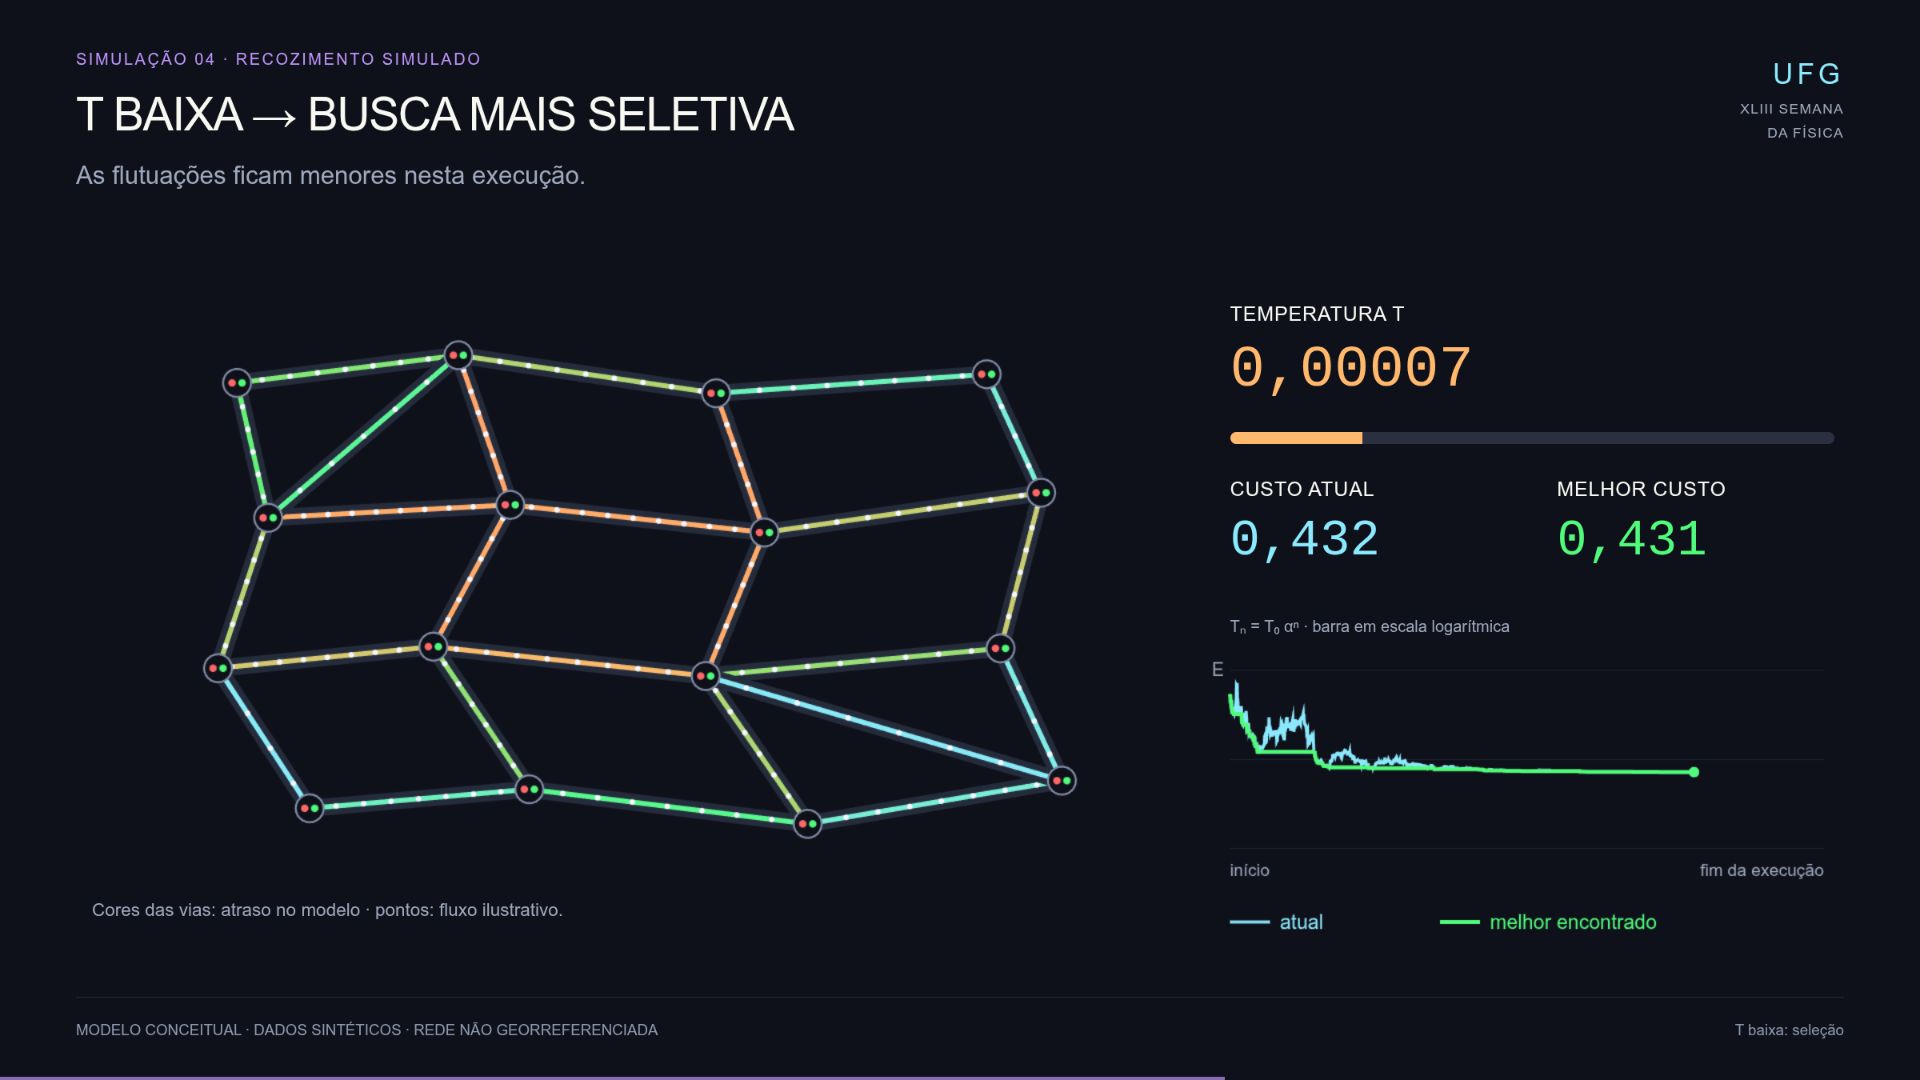 SIMULAÇÃO 04 · RECOZIMENTO SIMULADO
T BAIXA → BUSCA MAIS SELETIVA
As flutuações ficam menores nesta execução.
UFG
XLIII SEMANA
DA FÍSICA
TEMPERATURA T
0,00007
CUSTO ATUAL
0,432
MELHOR CUSTO
0,431
Tₙ = T₀ αⁿ · barra em escala logarítmica
E
início
fim da execução
atual
melhor encontrado
Cores das vias: atraso no modelo · pontos: fluxo ilustrativo.
MODELO CONCEITUAL · DADOS SINTÉTICOS · REDE NÃO GEORREFERENCIADA
T baixa: seleção